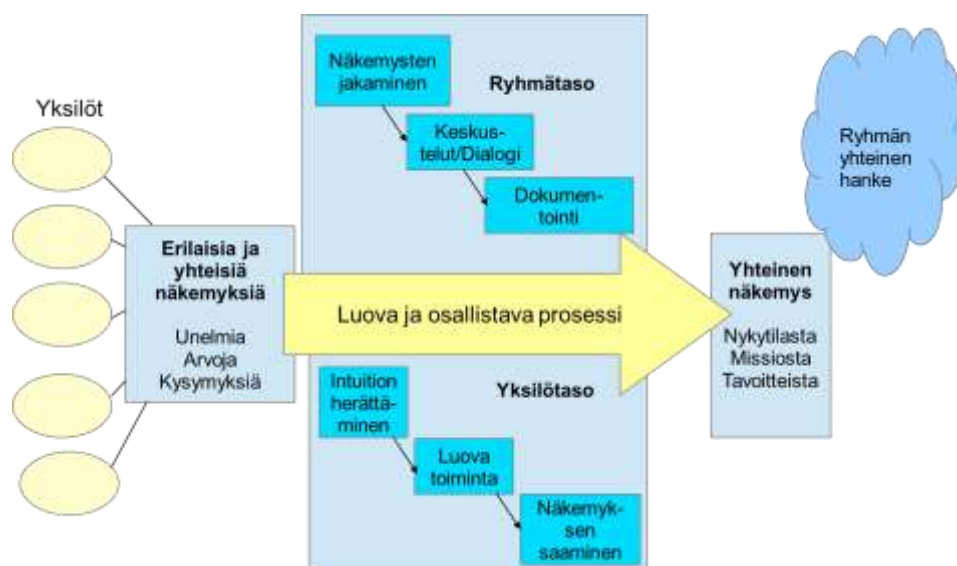 Yksilöt
Erilaisia ja
yhteisiä
näkemyksiä
Unelmia
Arvoja
Kysymyksiä
Näkemysten
jakaminen
Ryhmätaso
Keskus-
telut/Dialogi
Dokumen-
tointi
Luova ja osallistava prosessi
Intuition
herättä-
minen
Yksilötaso
Luova
toiminta
Näkemyk-
sen
saaminen
Yhteinen
näkemys
Nykytilasta
Missiosta
Tavoitteista
Ryhmän
yhteinen
hanke